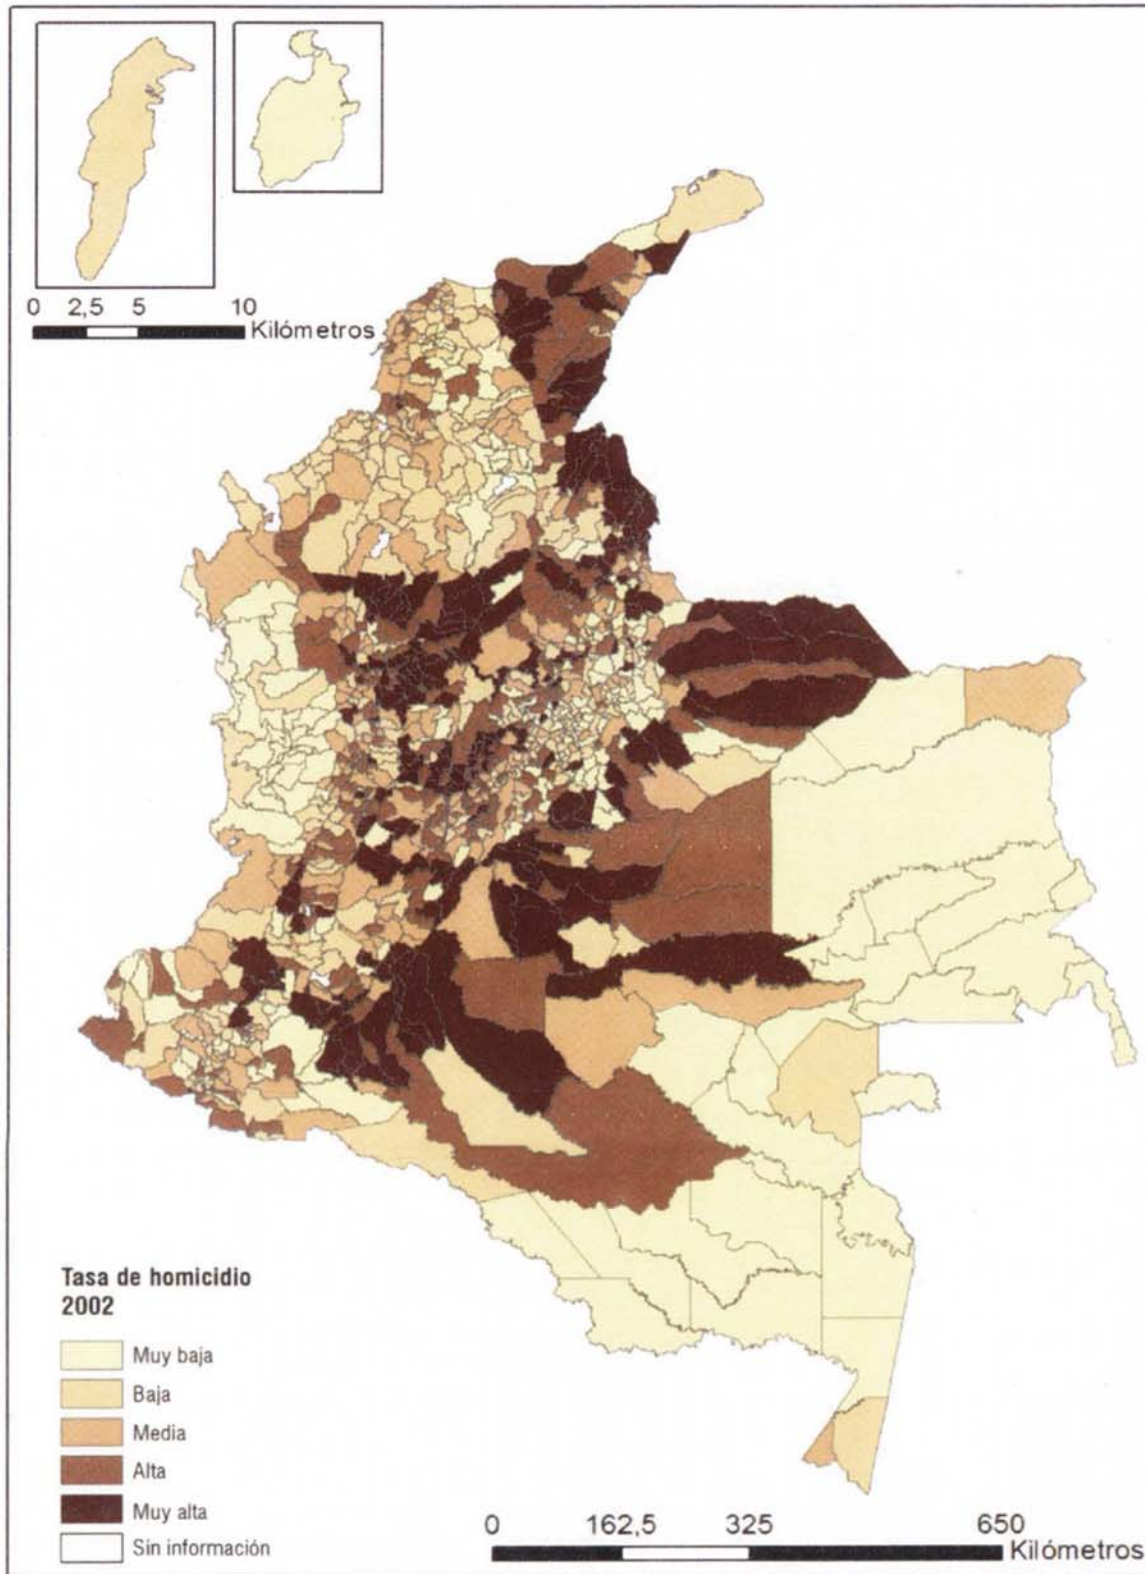 0 2,5 5 10
Kilómetros
Tasa de homicidio
2002
Muy baja
Baja
Media
Alta
Muy alta
Sin información
0 162,5 325 650
Kilómetros